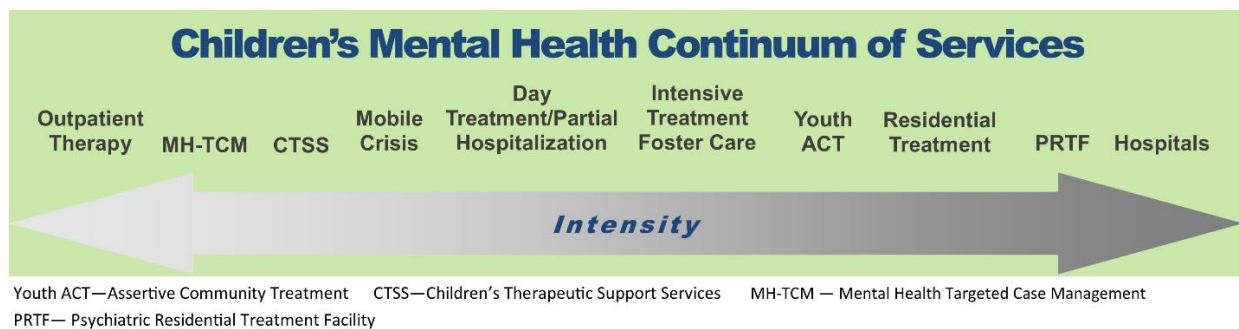 Children's Mental Health Continuum of Services
Outpatient
Therapy
MH-TCM
CTSS
Mobile
Crisis
Day
Treatment/Partial
Hospitalization
Intensive
Treatment
Foster Care
Youth
ACT
Residential
Treatment
PRTF
Hospitals
Intensity
Youth ACT—Assertive Community Treatment CTSS—Children's Therapeutic Support Services MH-TCM — Mental Health Targeted Case Management
PRTF— Psychiatric Residential Treatment Facility